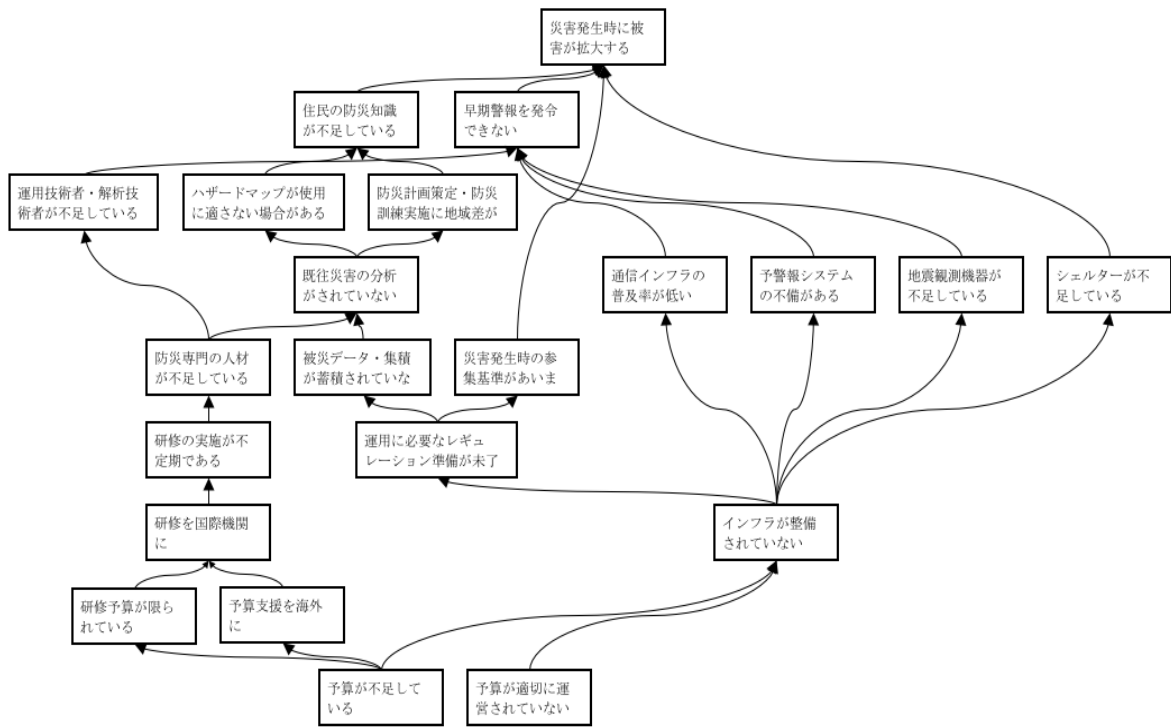 災害発生時に被
害が拡大する
住民の防災知識
が不足している
早期警報を発令
できない
運用技術者・解析技
術者が不足している
ハザードマップが使用
に適さない場合がある
防災計画策定・防災
訓練実施に地域差が
既往災害の分析
がされていない
通信インフラの
普及率が低い
予警報システム
の不備がある
地震観測機器が
不足している
シェルターが不
足している
防災専門の人材
が不足している
被災データ・集積
が蓄積されていな
災害発生時の参
集基準があいま
研修の実施が不
定期である
運用に必要なレギュ
レーション準備が未了
研修を国際機関
に
インフラが整備
されていない
研修予算が限ら
れている
予算支援を海外
に
予算が不足して
いる
予算が適切に運
営されていない